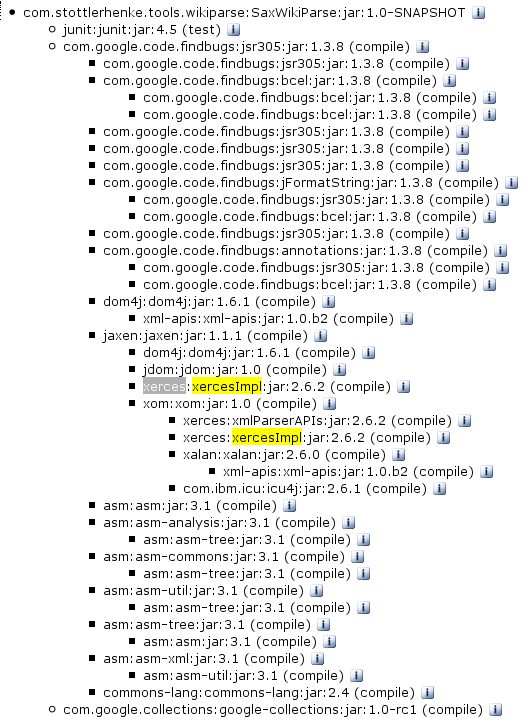 com.stottlerhenke.tools.wikiparse:SaxWikiParse:jar:1.0-SNAPSHOT
junit:junit:jar:4.5 (test)
com.google.code.findbugs:jsr305:jar:1.3.8 (compile)
com.google.code.findbugs:jsr305:jar:1.3.8 (compile)
com.google.code.findbugs:bcel:jar:1.3.8 (compile)
com.google.code.findbugs:bcel:jar:1.3.8 (compile)
com.google.code.findbugs:bcel:jar:1.3.8 (compile)
com.google.code.findbugs:jsr305:jar:1.3.8 (compile)
com.google.code.findbugs:jsr305:jar:1.3.8 (compile)
com.google.code.findbugs:jsr305:jar:1.3.8 (compile)
com.google.code.findbugs:jFormatString:jar:1.3.8 (compile)
com.google.code.findbugs:jsr305:jar:1.3.8 (compile)
com.google.code.findbugs:bcel:jar:1.3.8 (compile)
com.google.code.findbugs:jsr305:jar:1.3.8 (compile)
com.google.code.findbugs:annotations:jar:1.3.8 (compile)
com.google.code.findbugs:jsr305:jar:1.3.8 (compile)
com.google.code.findbugs:bcel:jar:1.3.8 (compile)
dom4j:dom4j:jar:1.6.1 (compile)
xml-apis:xml-apis:jar:1.0.b2 (compile)
jaxen:jaxen:jar:1.1.1 (compile)
dom4j:dom4j:jar:1.6.1 (compile)
jdom:jdom:jar:1.0 (compile)
xerces:xercesImpl:jar:2.6.2 (compile)
xom:xom:jar:1.0 (compile)
xerces:xmlParserAPIs:jar:2.6.2 (compile)
xerces:xercesImpl:jar:2.6.2 (compile)
xalan:xalan:jar:2.6.0 (compile)
xml-apis:xml-apis:jar:1.0.b2 (compile)
com.ibm.icu:icu4j:jar:2.6.1 (compile)
asm:asm:jar:3.1 (compile)
asm:asm-analysis:jar:3.1 (compile)
asm:asm-tree:jar:3.1 (compile)
asm:asm-commons:jar:3.1 (compile)
asm:asm-tree:jar:3.1 (compile)
asm:asm-util:jar:3.1 (compile)
asm:asm-tree:jar:3.1 (compile)
asm:asm-tree:jar:3.1 (compile)
asm:asm:jar:3.1 (compile)
asm:asm-xml:jar:3.1 (compile)
asm:asm-util:jar:3.1 (compile)
commons-lang:commons-lang:jar:2.4 (compile)
com.google.collections:google-collections:jar:1.0-rc1 (compile)